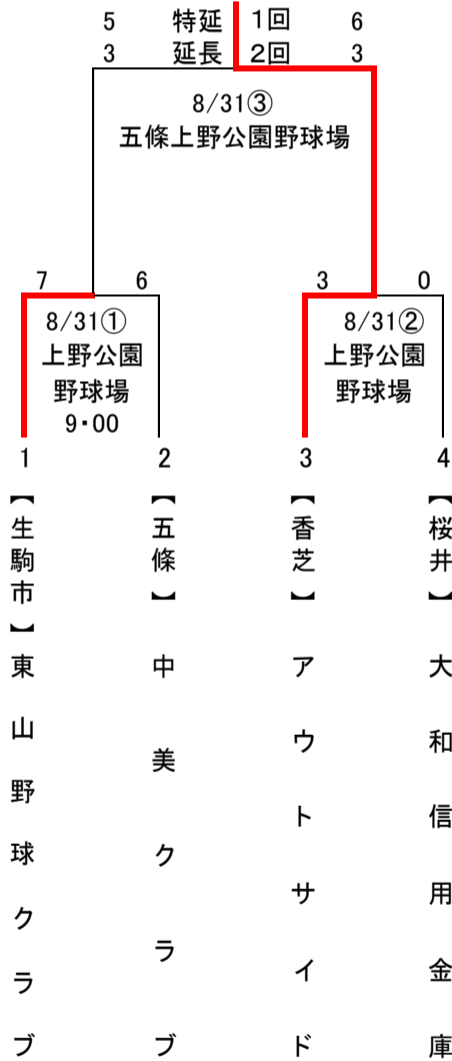 5 特延 1回 6
3 延長 2回 3
8/31③
五條上野公園野球場
7 6
8/31①
上野公園
野球場
9・00
3 0
8/31②
上野公園
野球場
1 2 3 4
【生駒市】東山野球クラブ
【五條】中美クラブ
【香芝】アウトサイド
【桜井】大和信用金庫